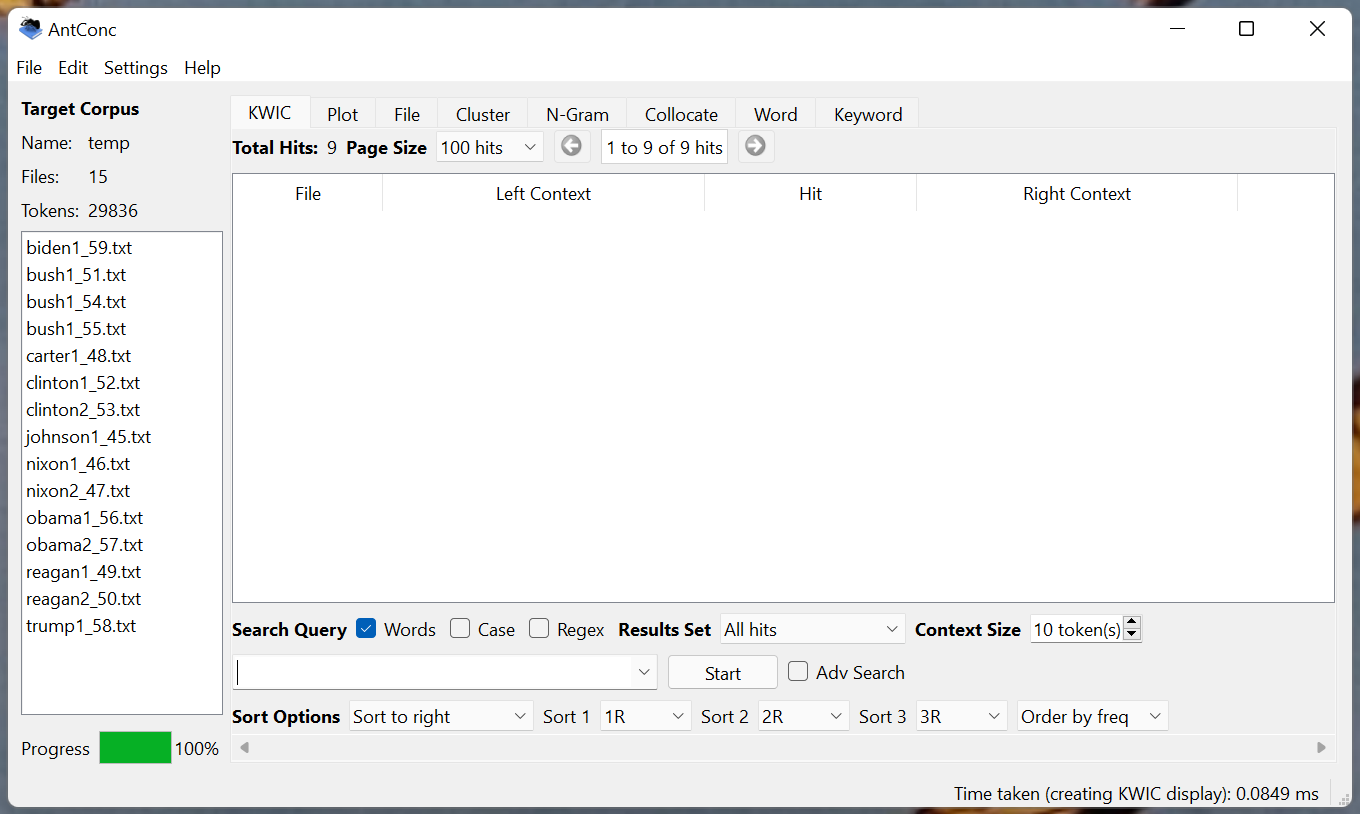 AntConc
File Edit Settings Help
Target Corpus
Name: temp
Files: 15
Tokens: 29836
biden1_59.txt
bush1_51.txt
bush1_54.txt
bush1_55.txt
carter1_48.txt
clinton1_52.txt
clinton2_53.txt
johnson1_45.txt
nixon1_46.txt
nixon2_47.txt
obama1_56.txt
obama2_57.txt
reagan1_49.txt
reagan2_50.txt
trump1_58.txt
Progress 100%
KWIC Plot File Cluster N-Gram Collocate Word Keyword
Total Hits: 9 Page Size 100 hits 1 to 9 of 9 hits
File Left Context Hit Right Context
Search Query Words Case Regex Results Set All hits Context Size 10 token(s)
Start Adv Search
Sort Options Sort to right Sort 1 1R Sort 2 2R Sort 3 3R Order by freq
Time taken (creating KWIC display): 0.0849 ms